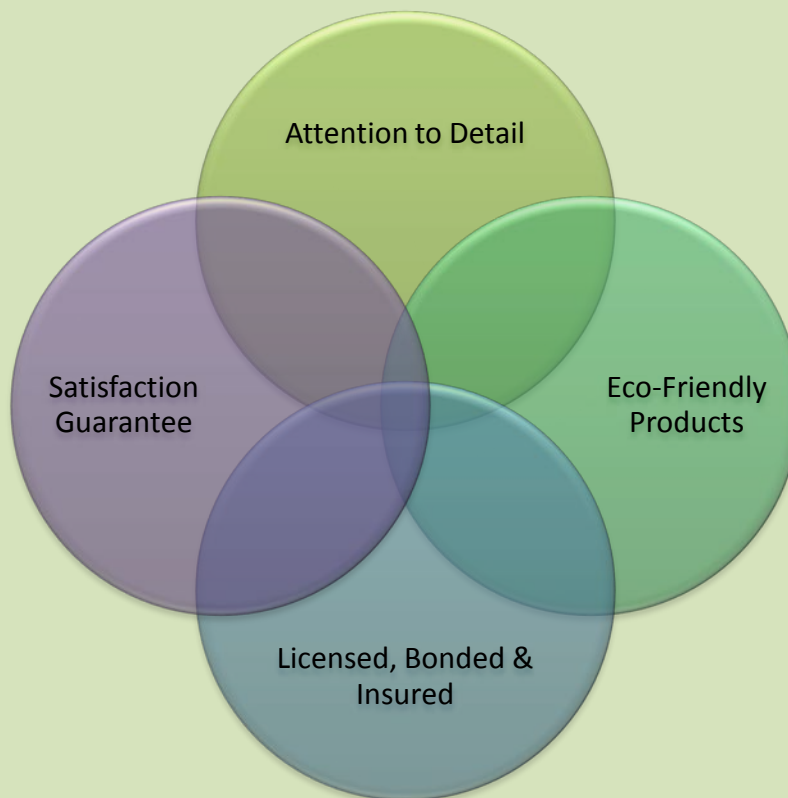 Attention to Detail
Satisfaction
Guarantee
Eco-Friendly
Products
Licensed, Bonded &
Insured